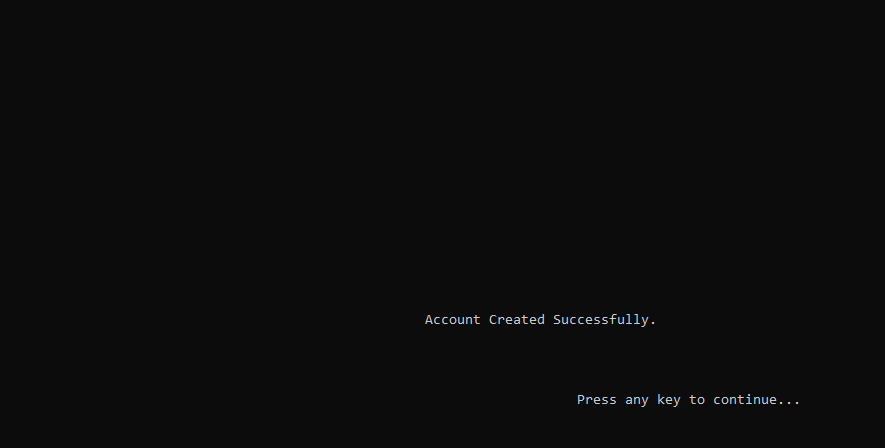 Account Created Successfully.
Press any key to continue...